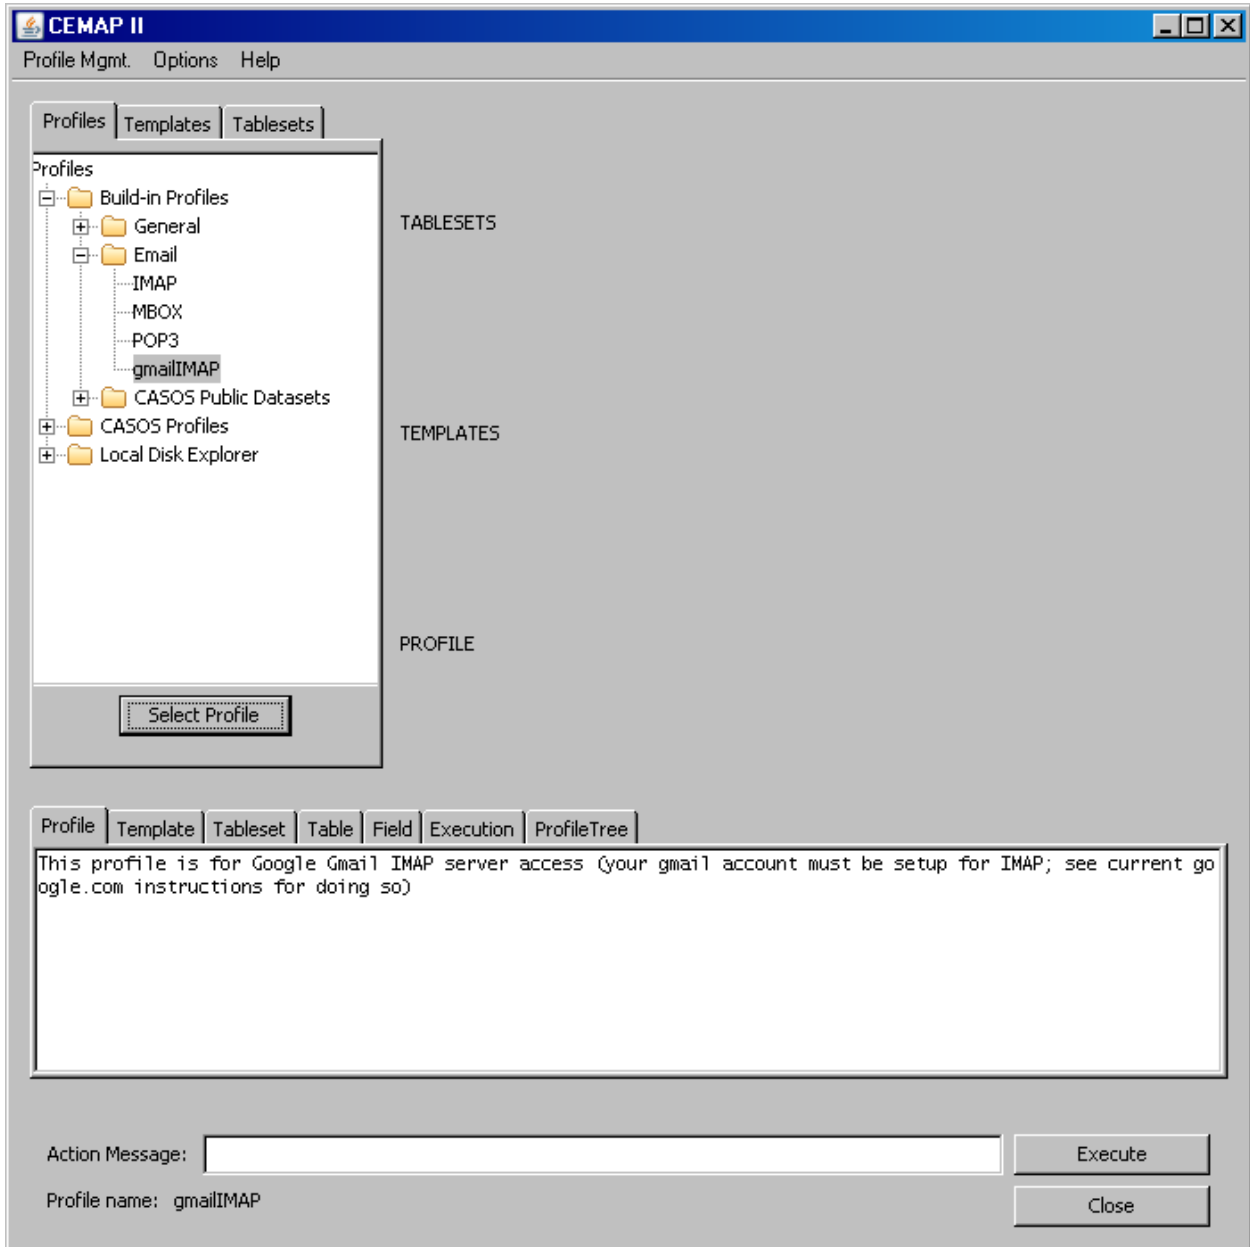 CEMAP II
Profile Mgmt. Options Help
Profiles Templates Tablesets
Profiles
Build-in Profiles
General
Email
IMAP
MBOX
POP3
gmailIMAP
CASOS Public Datasets
CASOS Profiles
Local Disk Explorer
Select Profile
TABLESETS
TEMPLATES
PROFILE
Profile Template Tableset Table Field Execution ProfileTree
This profile is for Google Gmail IMAP server access (your gmail account must be setup for IMAP; see current go
ogle.com instructions for doing so)
Action Message:
Execute
Profile name: gmailIMAP
Close